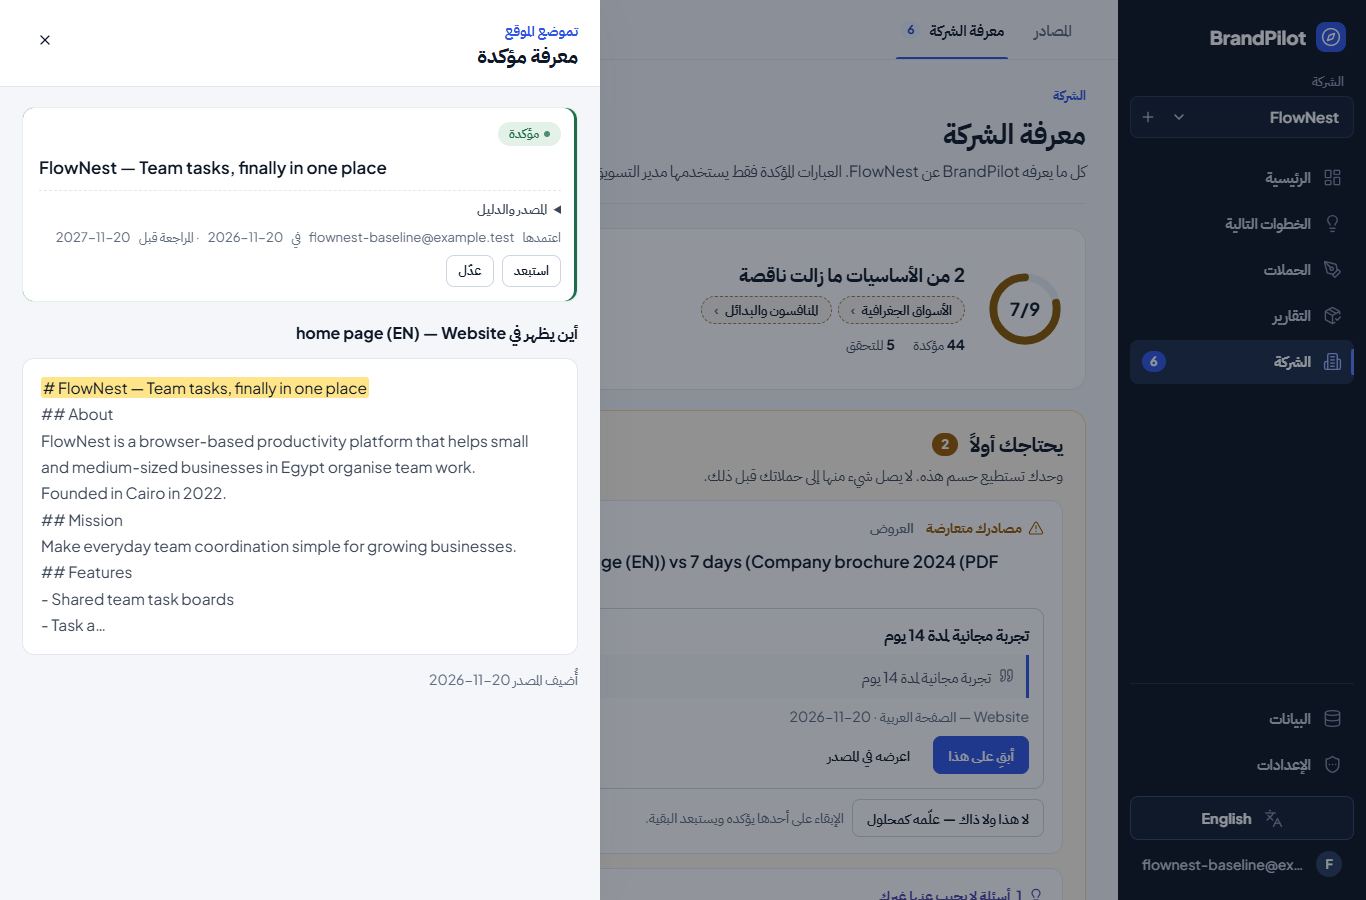 BrandPilot
الشركة
FlowNest
الرئيسية
الخطوات التالية
الحملات
التقارير
الشركة
6
البيانات
الإعدادات
English
F
flownest-baseline@ex...
المصادر
معرفة الشركة 6
الشركة
معرفة الشركة
كل ما يعرفه BrandPilot عن FlowNest. العبارات المؤكدة فقط يستخدمها مدير التسويق
7/9
2 من الأساسيات ما زالت ناقصة
الأسواق الجغرافية ‹
المنافسون والبدائل ‹
44 مؤكدة
5 للتحقق
يحتاجك أولاً 2
وحدك تستطيع حسم هذه. لا يصل شيء منها إلى حملاتك قبل ذلك.
مصادرك متعارضة
العروض
ge (EN)) vs 7 days (Company brochure 2024 (PDF
تجربة مجانية لمدة 14 يوم
تجربة مجانية لمدة 14 يوم
Website — الصفحة العربية · 2026-11-20
أبقِ على هذا
اعرضه في المصدر
لا هذا ولا ذاك — علّمه كمحلول
الإبقاء على أحدها يؤكده ويستبعد البقية.
1 أسئلة لا يجيب عنها غيرك
تموضع الموقع
معرفة مؤكدة
×
مؤكدة
FlowNest — Team tasks, finally in one place
المصدر والدليل
اعتمدها flownest-baseline@example.test في 2026-11-20 · المراجعة قبل 2027-11-20
استبعد
عدّل
أين يظهر في home page (EN) — Website
# FlowNest — Team tasks, finally in one place
## About
FlowNest is a browser-based productivity platform that helps small
and medium-sized businesses in Egypt organise team work.
Founded in Cairo in 2022.
## Mission
Make everyday team coordination simple for growing businesses.
## Features
- Shared team task boards
- Task a...
أُضيف المصدر 2026-11-20